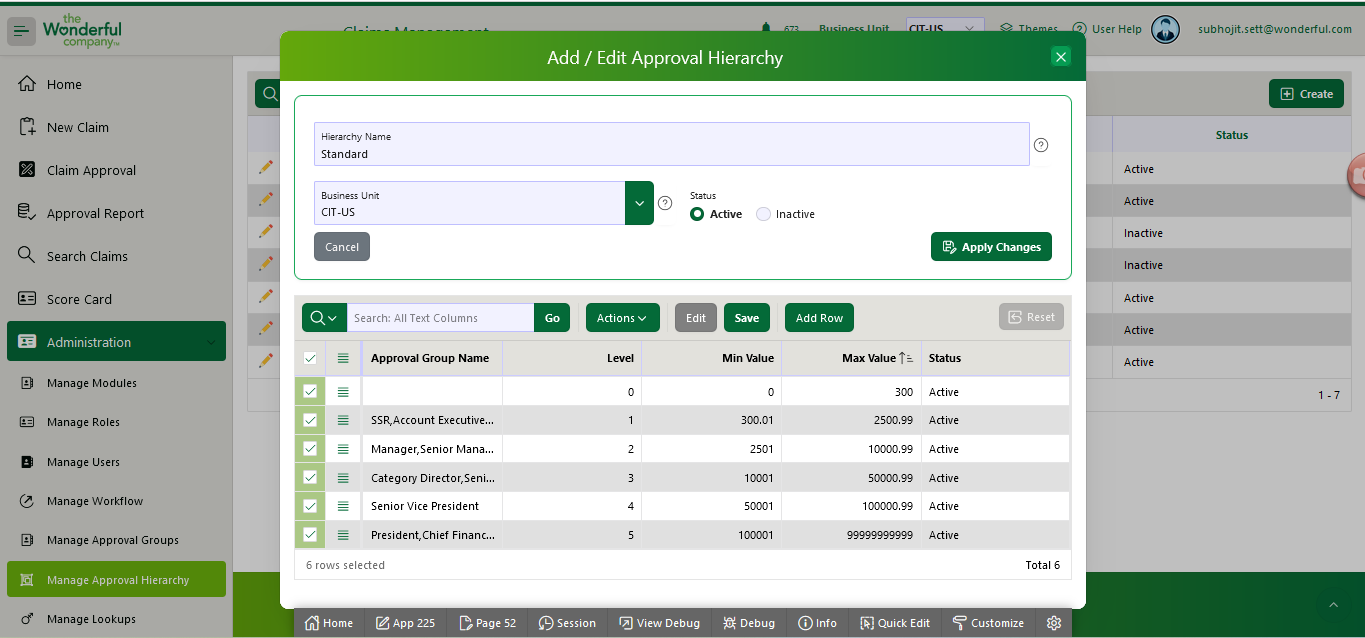 the
Wonderful
company™
Claims Management
673
Business Unit
CIT-US
Themes
User Help
subhojit.sett@wonderful.com
Home
New Claim
Claim Approval
Approval Report
Search Claims
Score Card
Administration
Manage Modules
Manage Roles
Manage Users
Manage Workflow
Manage Approval Groups
Manage Approval Hierarchy
Manage Lookups
Create
Status
Active
Active
Inactive
Inactive
Active
Active
Active
1 - 7
Add / Edit Approval Hierarchy
Hierarchy Name
Standard
Business Unit
CIT-US
Status
Active Inactive
Cancel
Apply Changes
Search: All Text Columns Go Actions Edit Save Add Row Reset
Approval Group Name Level Min Value Max Value Status
0 0 300 Active
SSR,Account Executive... 1 300.01 2500.99 Active
Manager,Senior Mana... 2 2501 10000.99 Active
Category Director,Seni... 3 10001 50000.99 Active
Senior Vice President 4 50001 100000.99 Active
President,Chief Financ... 5 100001 99999999999 Active
6 rows selected Total 6
Home App 225 Page 52 Session View Debug Debug Info Quick Edit Customize